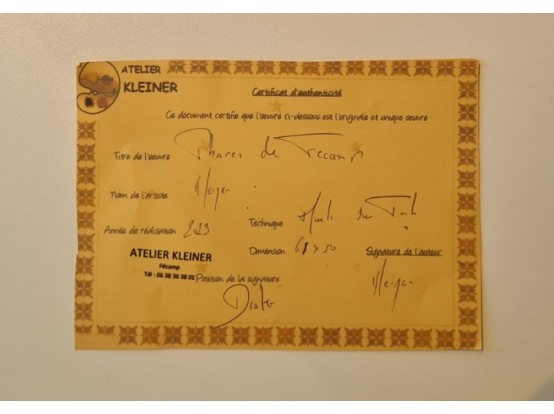 ATELIER
KLEINER
Certificat d'authenticité
Ce document certifie que l'oeuvre ci-dessous est l'originale et unique oeuvre
Titre de l'oeuvre Phares de Fecamp
Nom de l'artiste
Année de réalisation 2023 Technique Huile sur Toile
ATELIER KLEINER Dimension 61 x 50 Signature de l'auteur
Fécamp
Tél : 06 38 36 38 01 Position de la signature
Droite